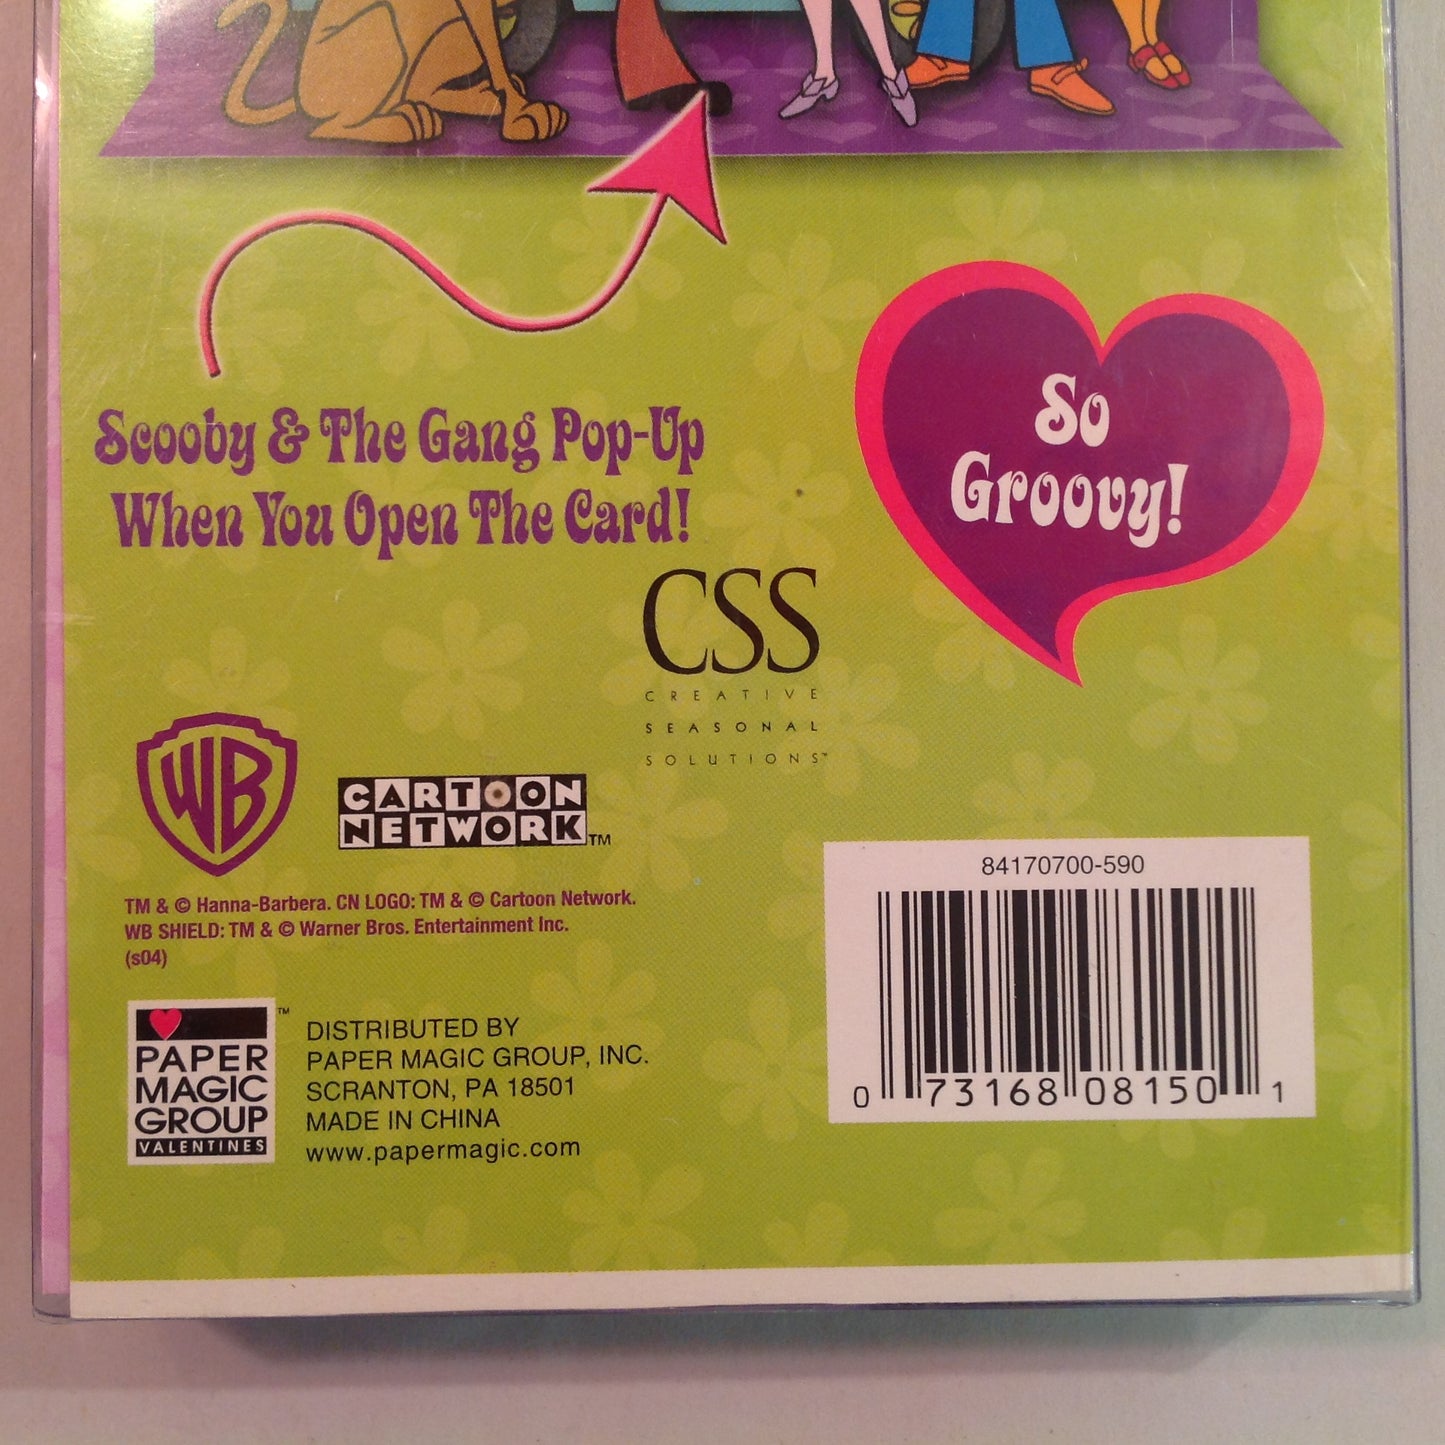 Scooby & The Gang Pop-Up
When You Open The Card!
So
Groovy!
CSS
CREATIVE
SEASONAL
SOLUTIONS™
WB
CARTOON
NETWORK™
TM & © Hanna-Barbera. CN LOGO: TM & © Cartoon Network.
WB SHIELD: TM & © Warner Bros. Entertainment Inc.
(s04)
PAPER
MAGIC
GROUP
VALENTINES
™
DISTRIBUTED BY
PAPER MAGIC GROUP, INC.
SCRANTON, PA 18501
MADE IN CHINA
www.papermagic.com
84170700-590
0 73168 08150 1